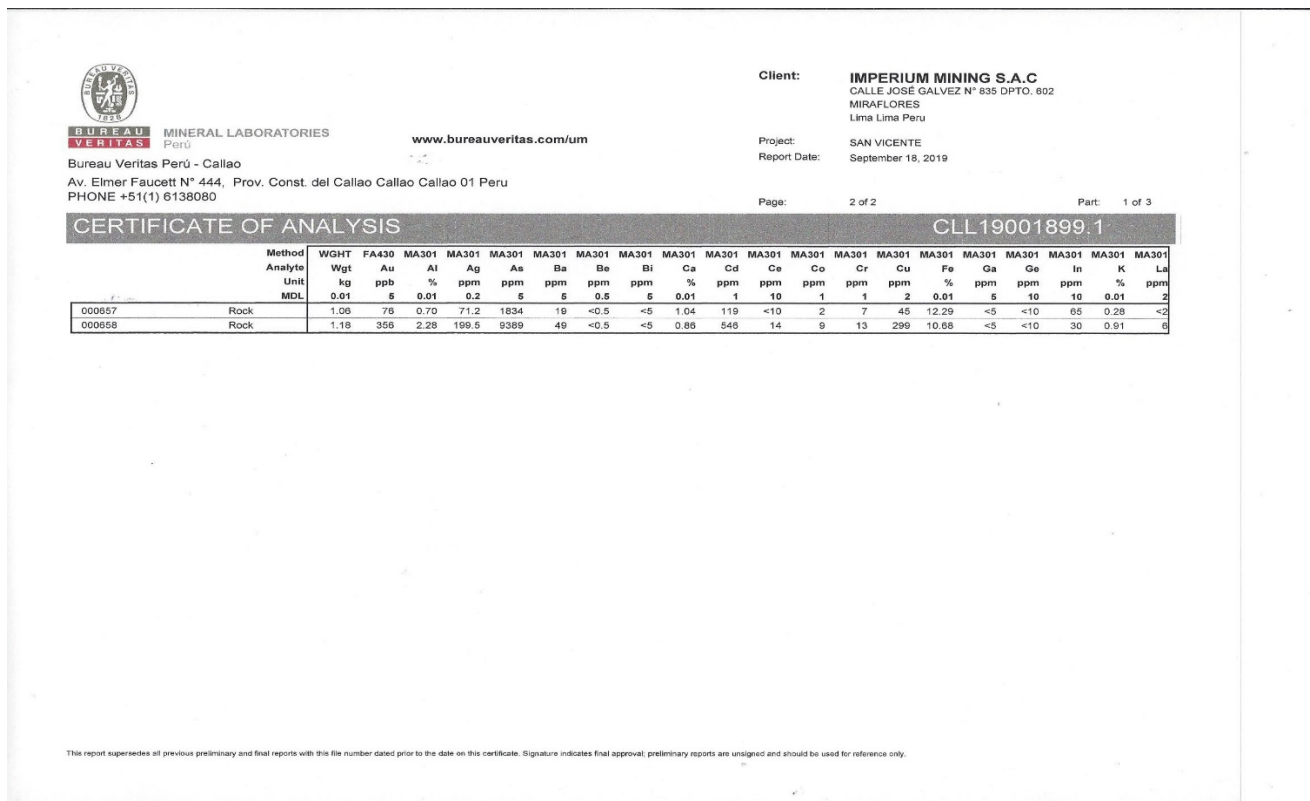 BUREAU VERITAS
1828
BUREAU
VERITAS
MINERAL LABORATORIES
Perú
www.bureauveritas.com/um
Client:
IMPERIUM MINING S.A.C
CALLE JOSÉ GALVEZ N° 835 DPTO. 602
MIRAFLORES
Lima Lima Peru
Bureau Veritas Perú - Callao
Av. Elmer Faucett N° 444, Prov. Const. del Callao Callao Callao 01 Peru
PHONE +51(1) 6138080
Project: SAN VICENTE
Report Date: September 18, 2019
Page: 2 of 2 Part: 1 of 3
CERTIFICATE OF ANALYSIS CLL19001899.1
Method WGHT FA430 MA301 MA301 MA301 MA301 MA301 MA301 MA301 MA301 MA301 MA301 MA301 MA301 MA301 MA301 MA301 MA301 MA301 MA301
Analyte Wgt Au Al Ag As Ba Be Bi Ca Cd Ce Co Cr Cu Fe Ga Ge In K La
Unit kg ppb % ppm ppm ppm ppm ppm % ppm ppm ppm ppm ppm % ppm ppm ppm % ppm
MDL 0.01 5 0.01 0.2 5 5 0.5 5 0.01 1 10 1 1 2 0.01 5 10 10 0.01 2
000657 Rock 1.06 76 0.70 71.2 1834 19 <0.5 <5 1.04 119 <10 2 7 45 12.29 <5 <10 65 0.28 <2
000658 Rock 1.18 356 2.28 199.5 9389 49 <0.5 <5 0.86 546 14 9 13 299 10.68 <5 <10 30 0.91 6
This report supersedes all previous preliminary and final reports with this file number dated prior to the date on this certificate. Signature indicates final approval; preliminary reports are unsigned and should be used for reference only.